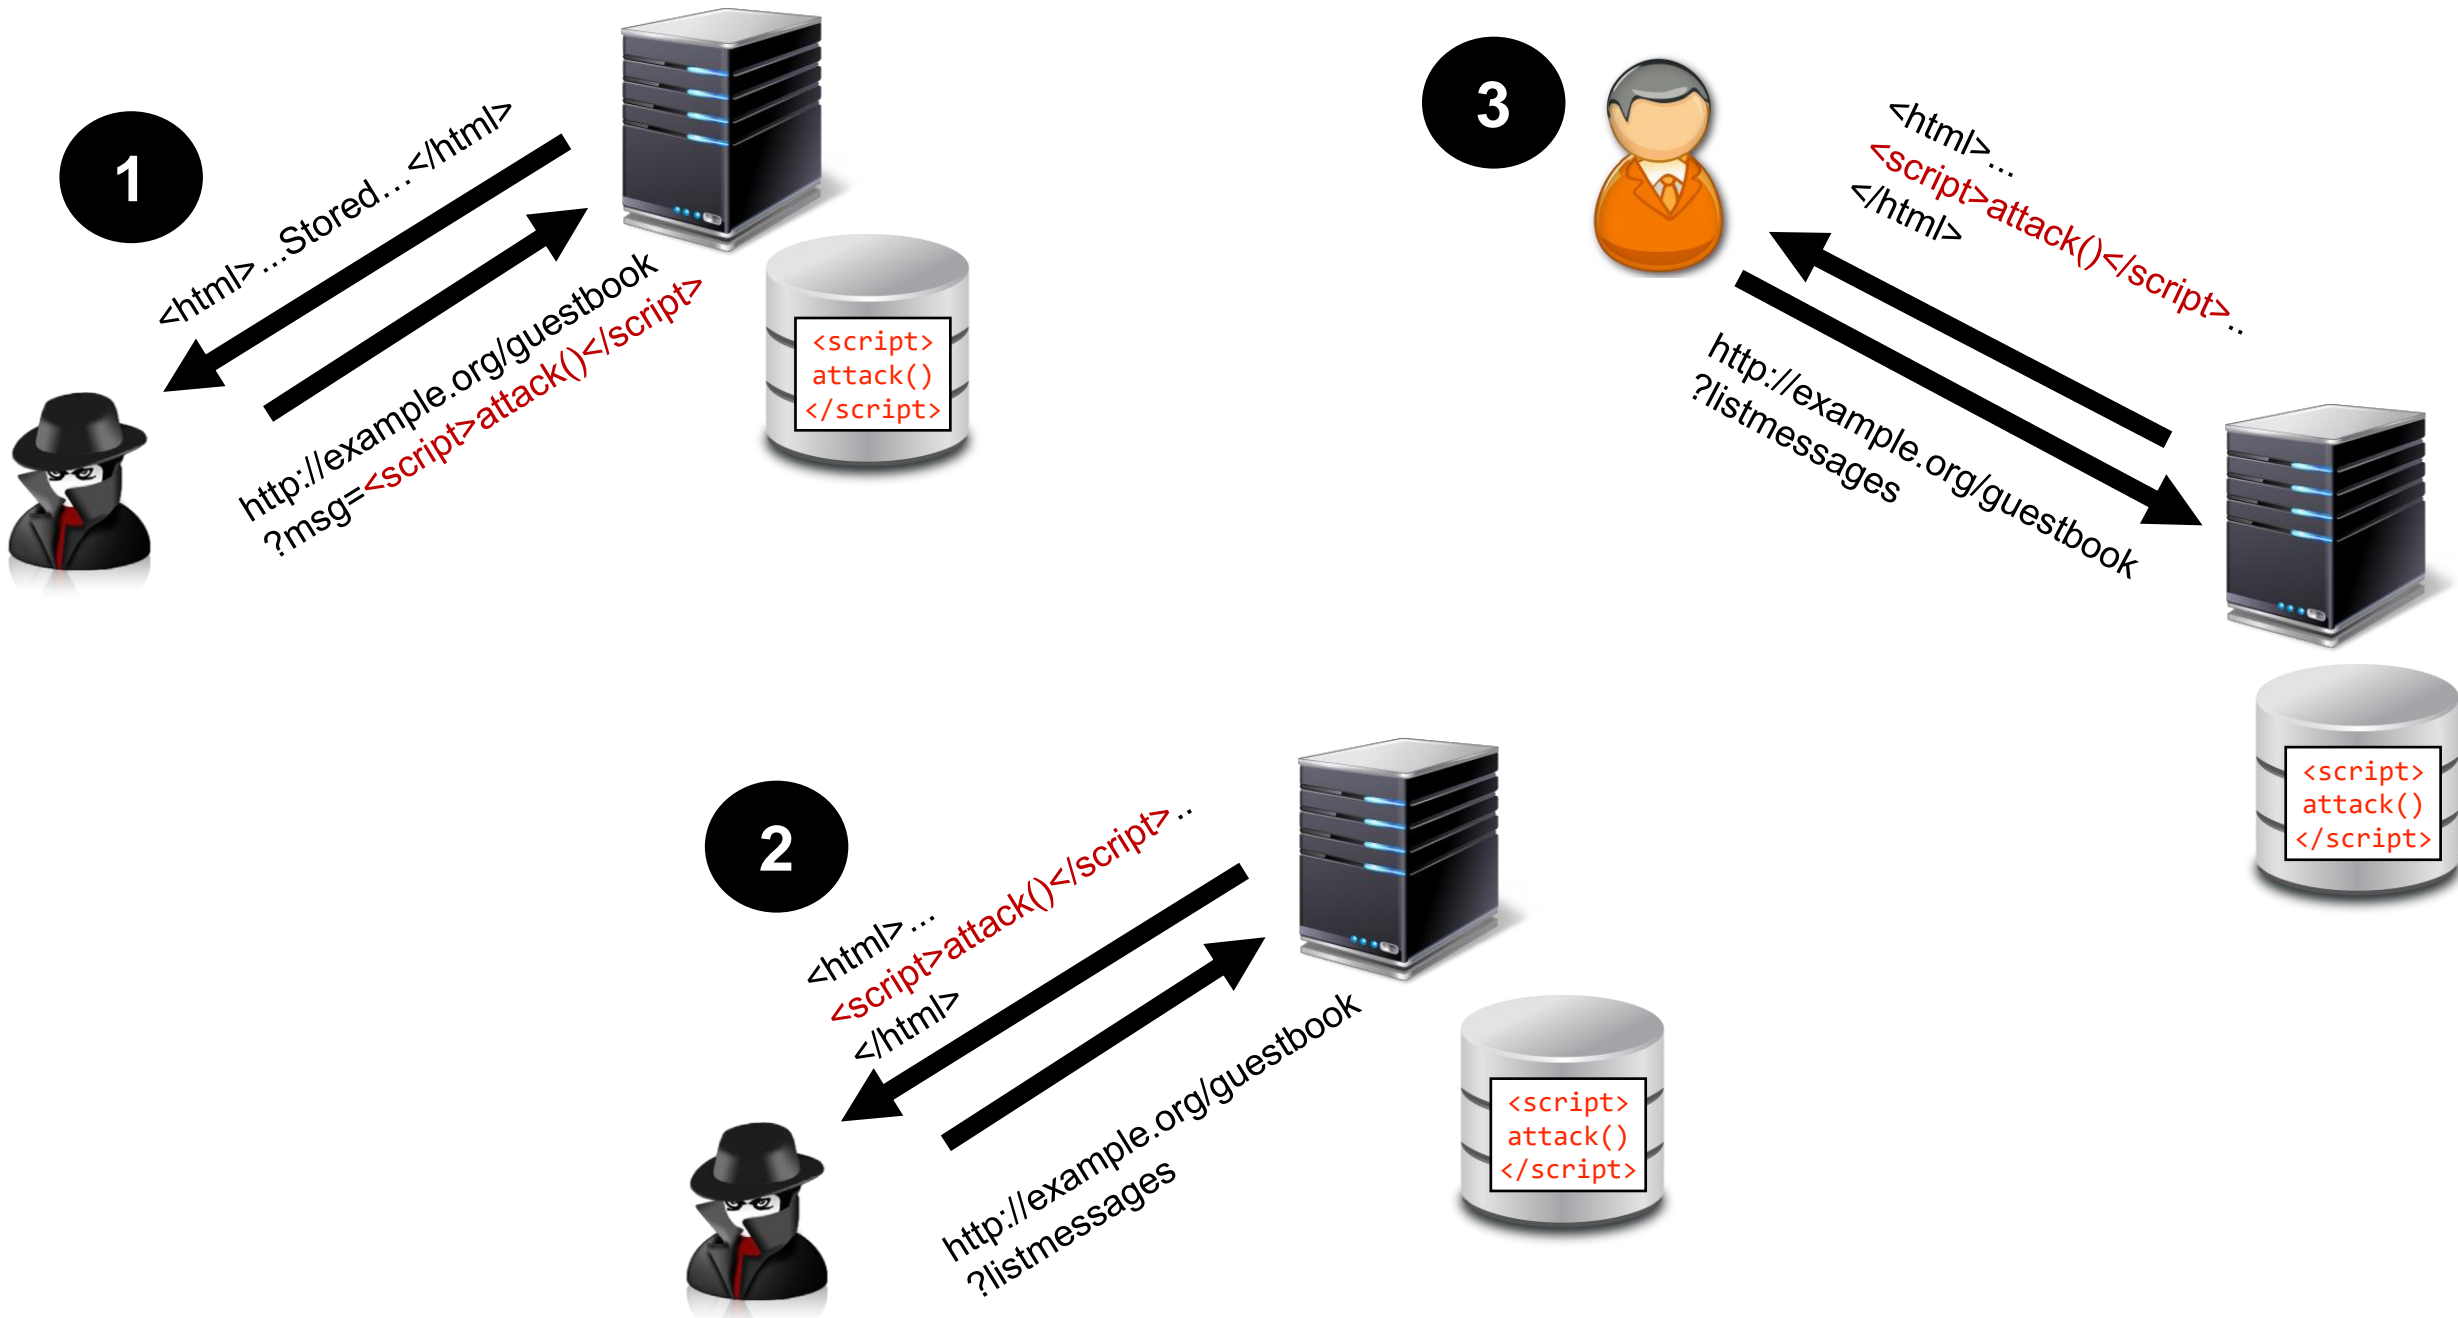 1
<html>...Stored...</html>
http://example.org/guestbook
?msg=<script>attack()</script>
<script>
attack()
</script>
2
<html>...
<script>attack()</script>..
</html>
http://example.org/guestbook
?listmessages
<script>
attack()
</script>
3
<html>...
<script>attack()</script>..
</html>
http://example.org/guestbook
?listmessages
<script>
attack()
</script>